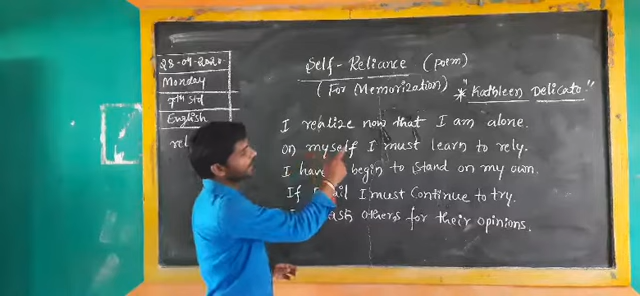 28-09-2020
Monday
7th std
English
Self-Reliance (poem)
(For Memorization)
* "Kathleen Delicato"
I realize now that I am alone.
On myself I must learn to rely.
I have begin to stand on my own.
If I fail I must continue to try.
ask others for their opinions.